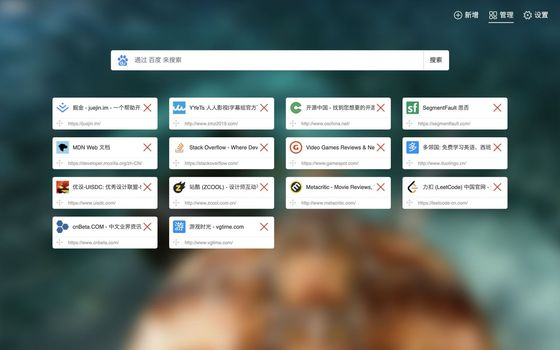 新增 管理 设置
通过 百度 来搜索 搜索
掘金 - juejin.im - 一个帮助开
https://juejin.im/
YYeTs 人人影视|字幕组官方
http://www.zmz2019.com/
开源中国 - 找到您想要的开源
http://www.oschina.net/
SegmentFault 思否
https://segmentfault.com/
MDN Web 文档
https://developer.mozilla.org/zh-CN/
Stack Overflow - Where Dev
https://stackoverflow.com/
Video Games Reviews & Ne
https://www.gamespot.com/
多邻国: 免费学习英语、西班
http://www.duolingo.cn/
优设-UISDC: 优秀设计联盟-
https://www.uisdc.com/
站酷 (ZCOOL) - 设计师互动
http://www.zcool.com.cn/
Metacritic - Movie Reviews,
http://www.metacritic.com/
力扣 (LeetCode) 中国官网 -
https://leetcode-cn.com/
cnBeta.COM - 中文业界资讯
https://www.cnbeta.com/
游戏时光 - vgtime.com
http://www.vgtime.com/